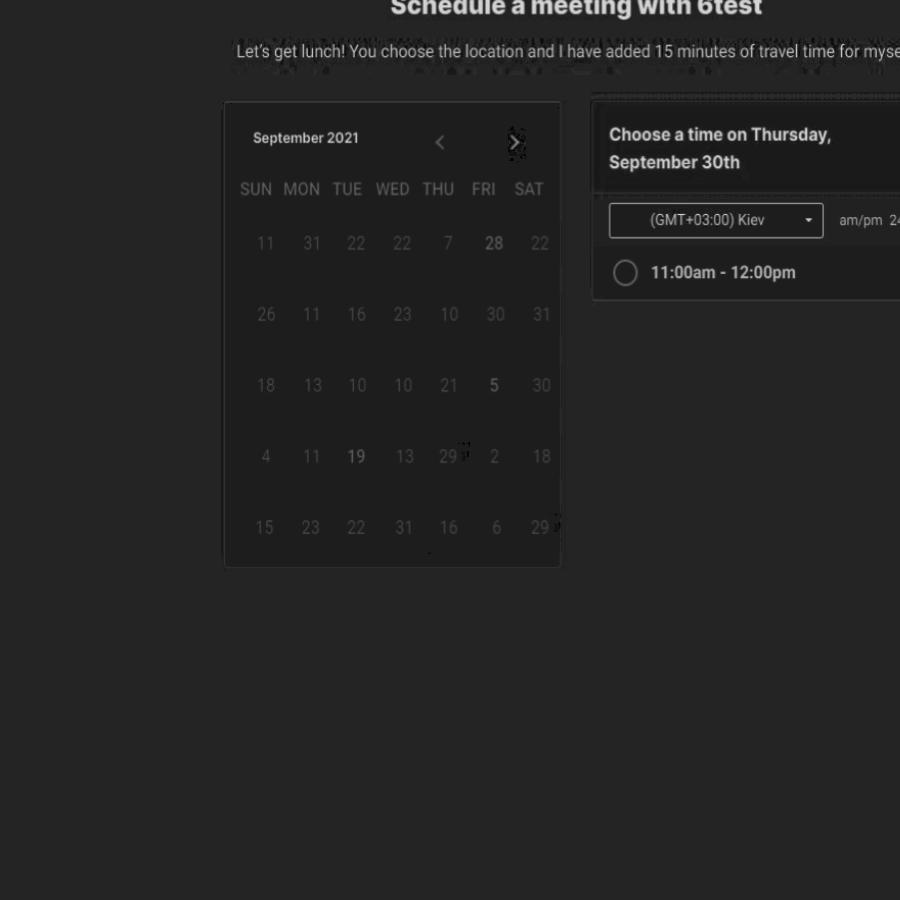 Schedule a meeting with 6test
Let's get lunch! You choose the location and I have added 15 minutes of travel time for myse
September 2021
SUN MON TUE WED THU FRI SAT
11 31 22 22 7 28 22
26 11 16 23 10 30 31
18 13 10 10 21 5 30
4 11 19 13 29 2 18
15 23 22 31 16 6 29
Choose a time on Thursday,
September 30th
(GMT+03:00) Kiev am/pm 24
11:00am - 12:00pm